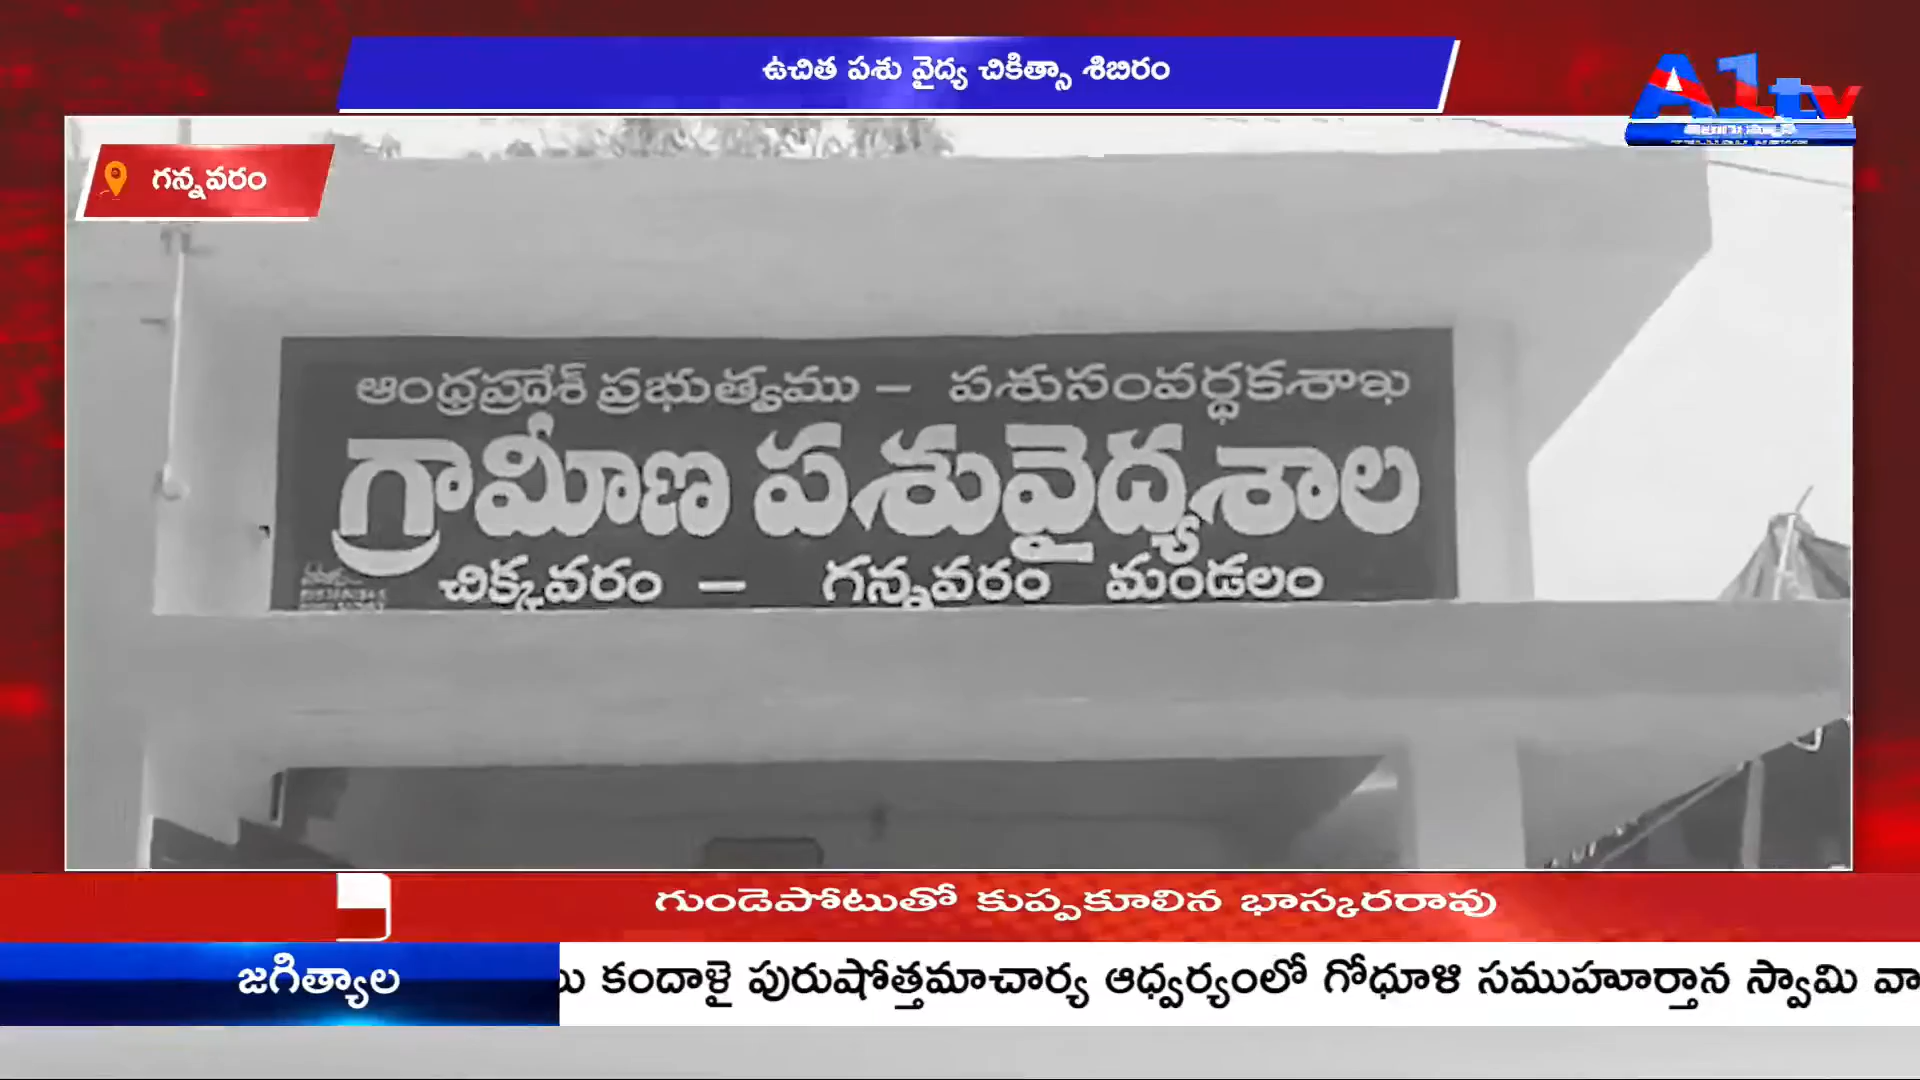 ఉచిత పశు వైద్య చికిత్సా శిబిరం
A1tv
గన్నవరం
ఆంధ్రప్రదేశ్ ప్రభుత్వము – పశుసంవర్ధకశాఖ
గ్రామీణ పశువైద్యశాల
చిక్కవరం – గన్నవరం మండలం
గుండెపోటుతో కుప్పకూలిన భాస్కరరావు
జగిత్యాల
కందాళై పురుషోత్తమాచార్య ఆధ్వర్యంలో గోధూళి సముహూర్తాన స్వామి వా